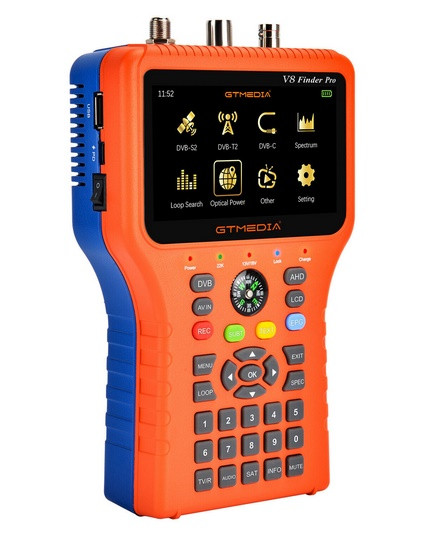 V8 Finder Pro
11:52
GTMEDIA
DVB-S2
DVB-T2
DVB-C
Spectrum
Loop Search
Optical Power
Other
Setting
GTMEDIA
USB
PD
Power
22K
13V/18V
Lock
Charge
DVB
AHD
AV IN
LCD
REC
EPG
MENU
EXIT
OK
LOOP
SPEC
1
2
3
4
5
6
7
8
9
0
TV/R
AUDIO
SAT
INFO
MUTE